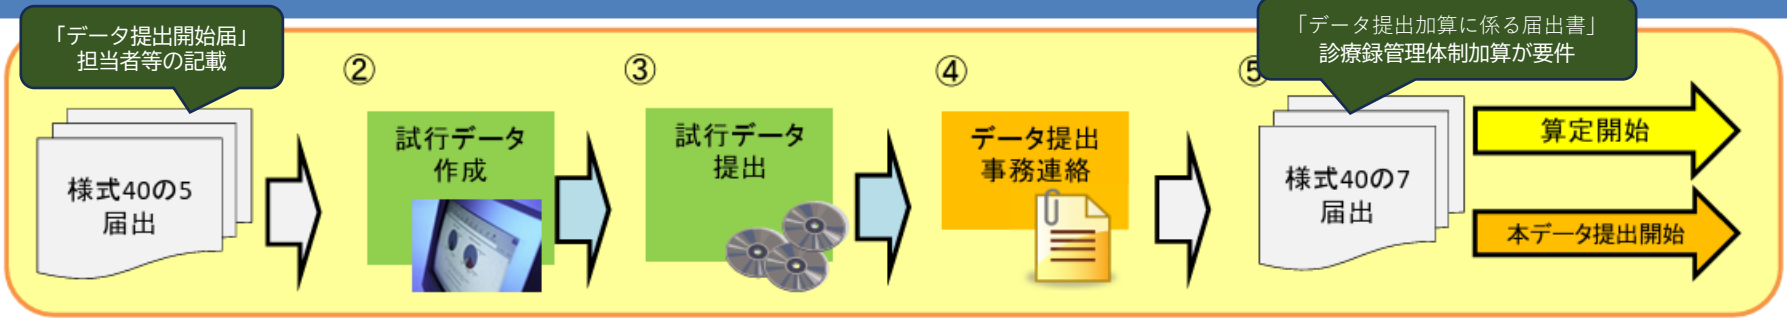 「データ提出開始届」
担当者等の記載
様式40の5
届出
②
試行データ
作成
③
試行データ
提出
④
データ提出
事務連絡
⑤
「データ提出加算に係る届出書」
診療録管理体制加算が要件
様式40の7
届出
算定開始
本データ提出開始